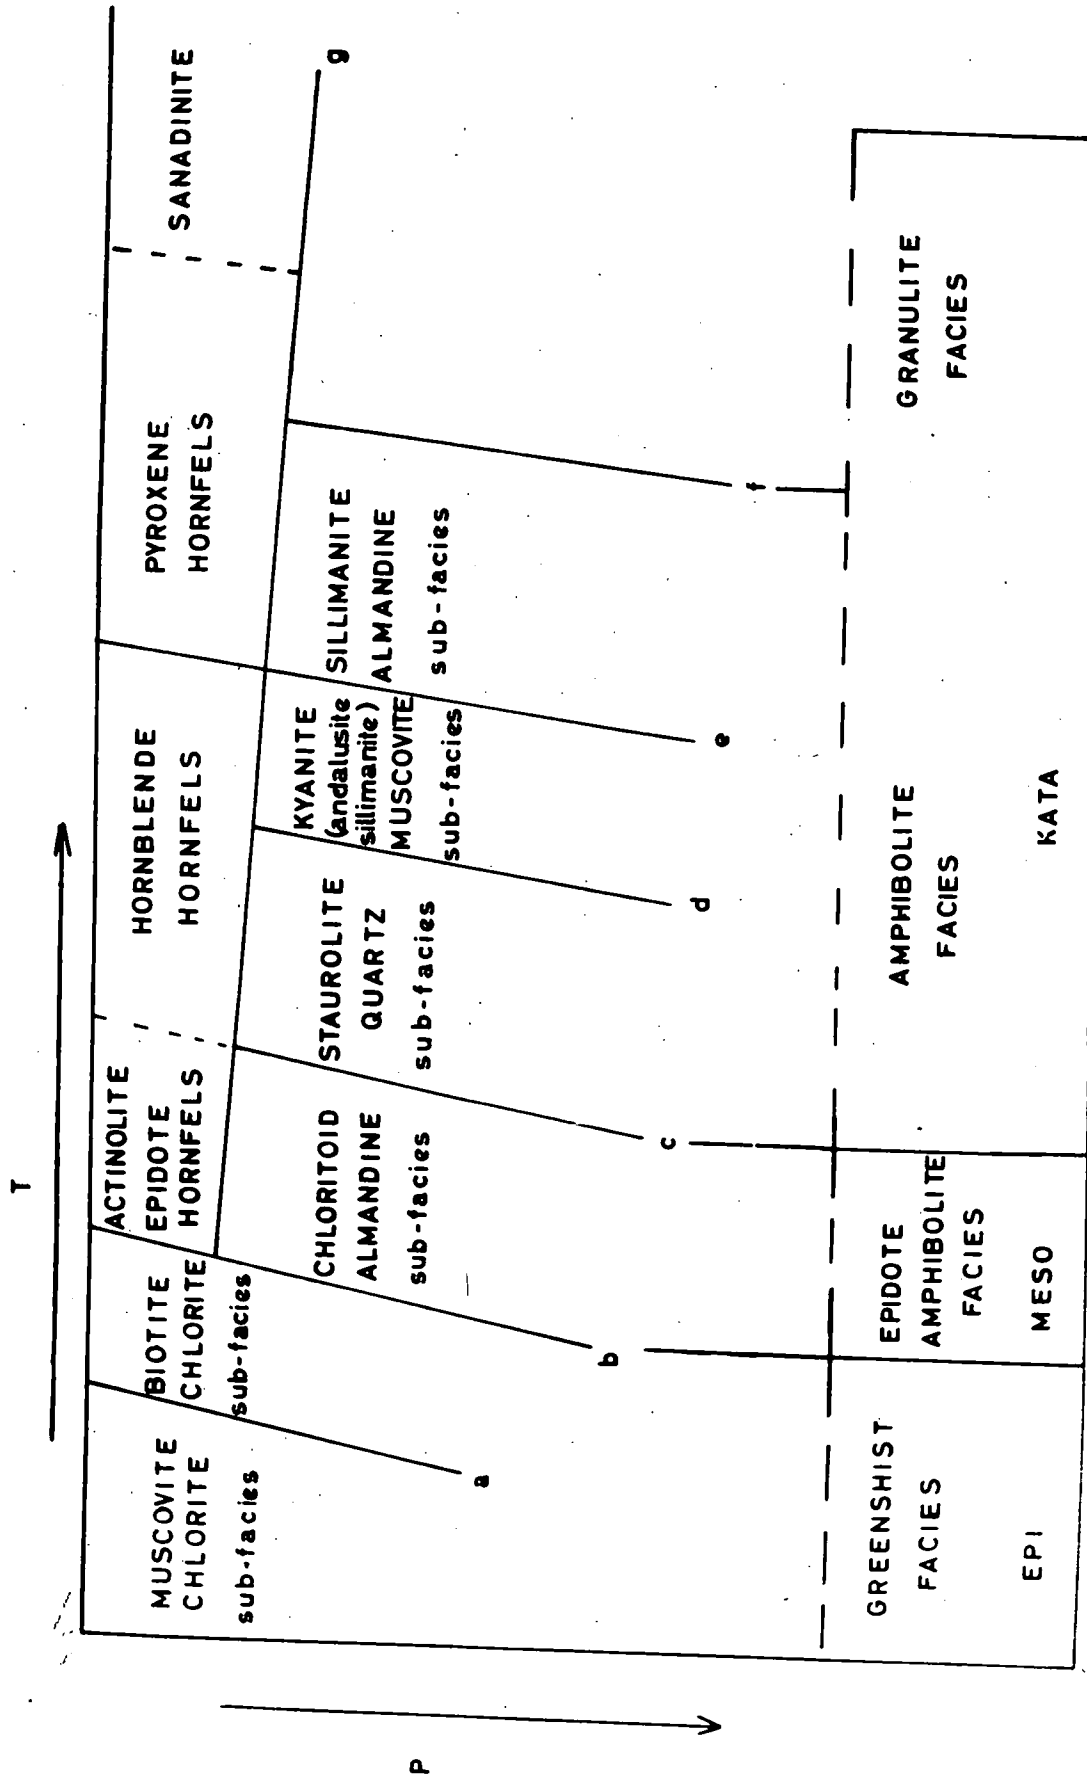 T
P
MUSCOVITE
CHLORITE
sub-facies
BIOTITE
CHLORITE
sub-facies
ACTINOLITE
EPIDOTE
HORNFELS
HORNBLENDE
HORNFELS
PYROXENE
HORNFELS
SANADINITE
CHLORITOID
ALMANDINE
sub-facies
STAUROLITE
QUARTZ
sub-facies
KYANITE
(andalusite
sillimanite)
MUSCOVITE
sub-facies
SILLIMANITE
ALMANDINE
sub-facies
a
b
c
d
e
f
g
GREENSHIST
FACIES
EPI
EPIDOTE
AMPHIBOLITE
FACIES
MESO
AMPHIBOLITE
FACIES
KATA
GRANULITE
FACIES